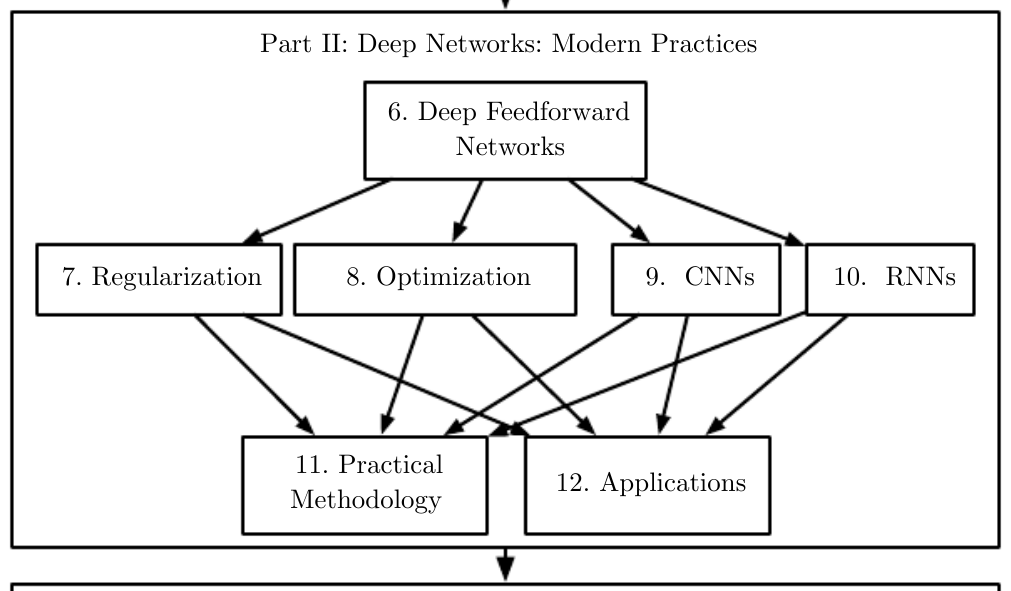 Part II: Deep Networks: Modern Practices
6. Deep Feedforward
Networks
7. Regularization
8. Optimization
9. CNNs
10. RNNs
11. Practical
Methodology
12. Applications